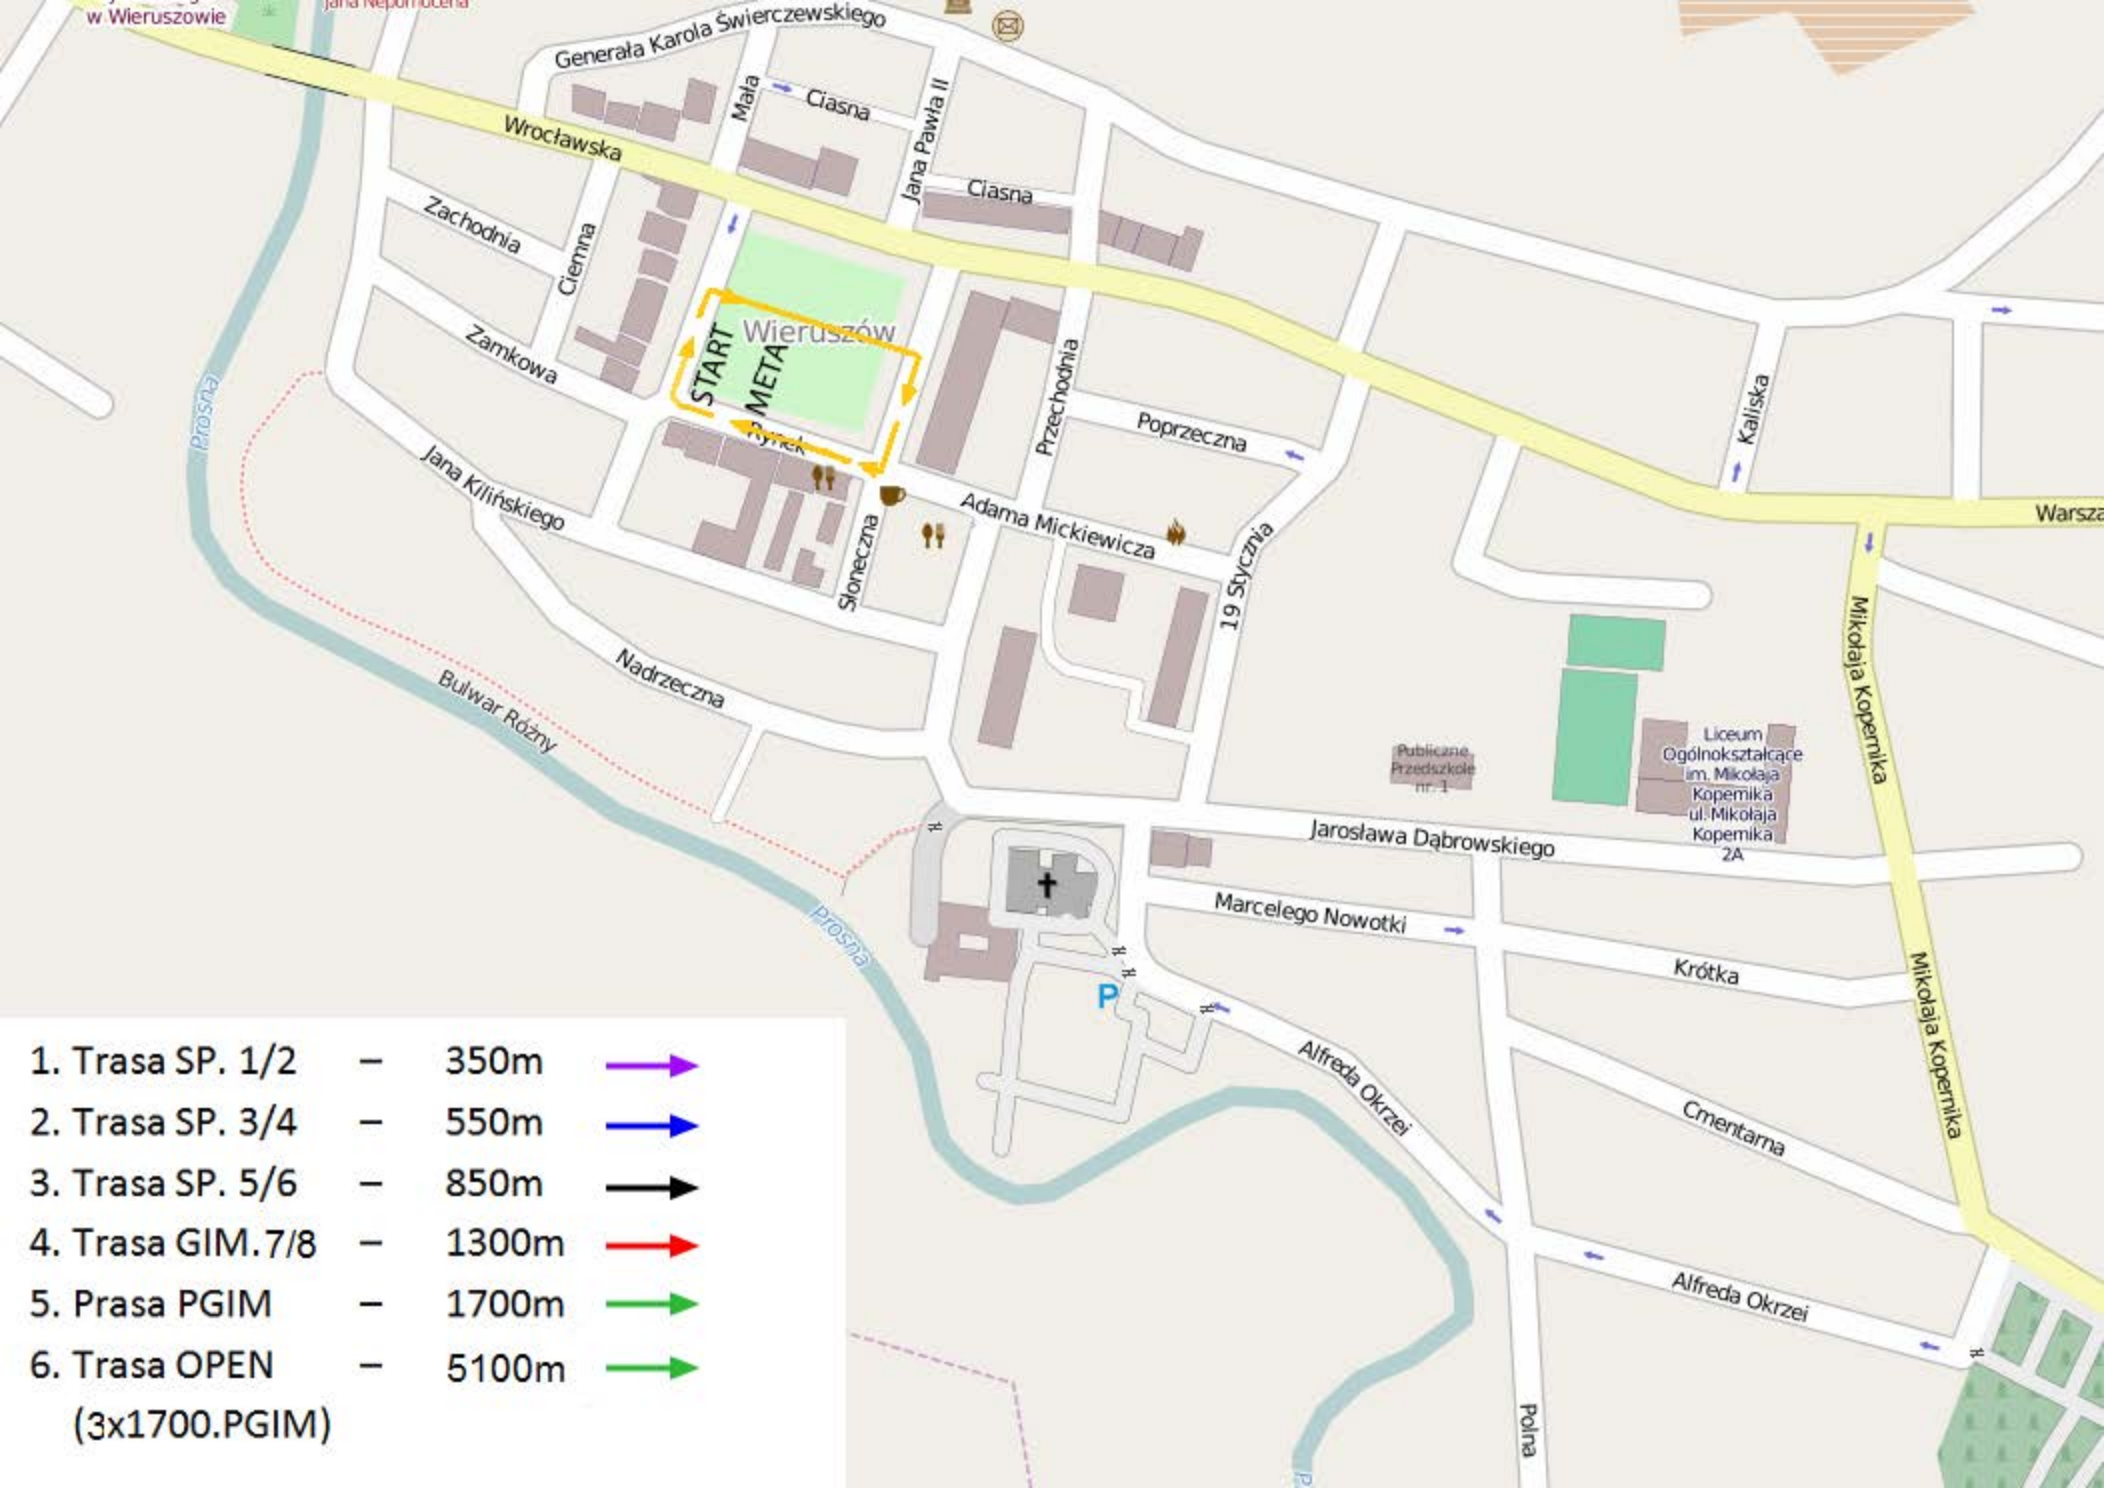 w Wieruszowie
Jana Nepomucena
Generała Karola Świerczewskiego
Mała
Ciasna
Jana Pawła II
Wrocławska
Ciasna
Zachodnia
Ciemna
Wieruszów
START
META
Zamkowa
Rynek
Przechodnia
Poprzeczna
Kaliska
Prosna
Jana Kilińskiego
Adama Mickiewicza
Warsza
Słoneczna
19 Stycznia
Mikołaja Kopernika
Nadrzeczna
Bulwar Różny
Publiczne
Przedszkole
nr. 1
Liceum
Ogólnokształcące
im. Mikołaja
Kopernika
ul. Mikołaja
Kopernika
2A
Jarosława Dąbrowskiego
Marcelego Nowotki
Prosna
Krótka
Mikołaja Kopernika
P
Alfreda Okrzei
Cmentarna
Alfreda Okrzei
Polna
P
1. Trasa SP. 1/2 – 350m
2. Trasa SP. 3/4 – 550m
3. Trasa SP. 5/6 – 850m
4. Trasa GIM.7/8 – 1300m
5. Prasa PGIM – 1700m
6. Trasa OPEN – 5100m
(3x1700.PGIM)